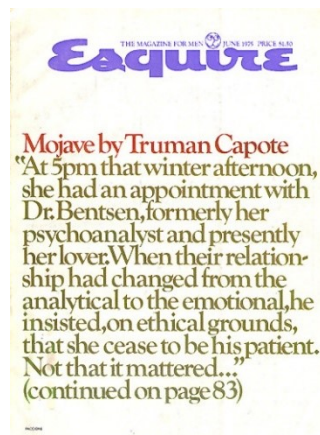 THE MAGAZINE FOR MEN JUNE 1975 PRICE $1.50
Esquire
Mojave by Truman Capote
“At 5pm that winter afternoon,
she had an appointment with
Dr. Bentsen, formerly her
psychoanalyst and presently
her lover. When their relation-
ship had changed from the
analytical to the emotional, he
insisted, on ethical grounds,
that she cease to be his patient.
Not that it mattered...”
(continued on page 83)